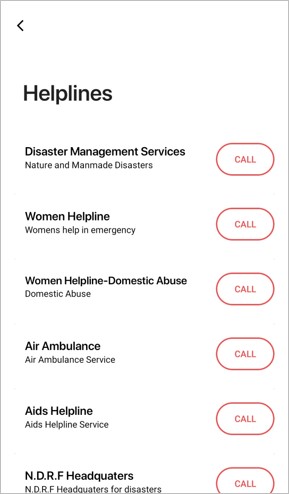 Helplines
Disaster Management Services
Nature and Manmade Disasters
CALL
Women Helpline
Womens help in emergency
CALL
Women Helpline-Domestic Abuse
Domestic Abuse
CALL
Air Ambulance
Air Ambulance Service
CALL
Aids Helpline
Aids Helpline Service
CALL
N.D.R.F Headquaters
N.D.R.F Headquaters for disasters
CALL